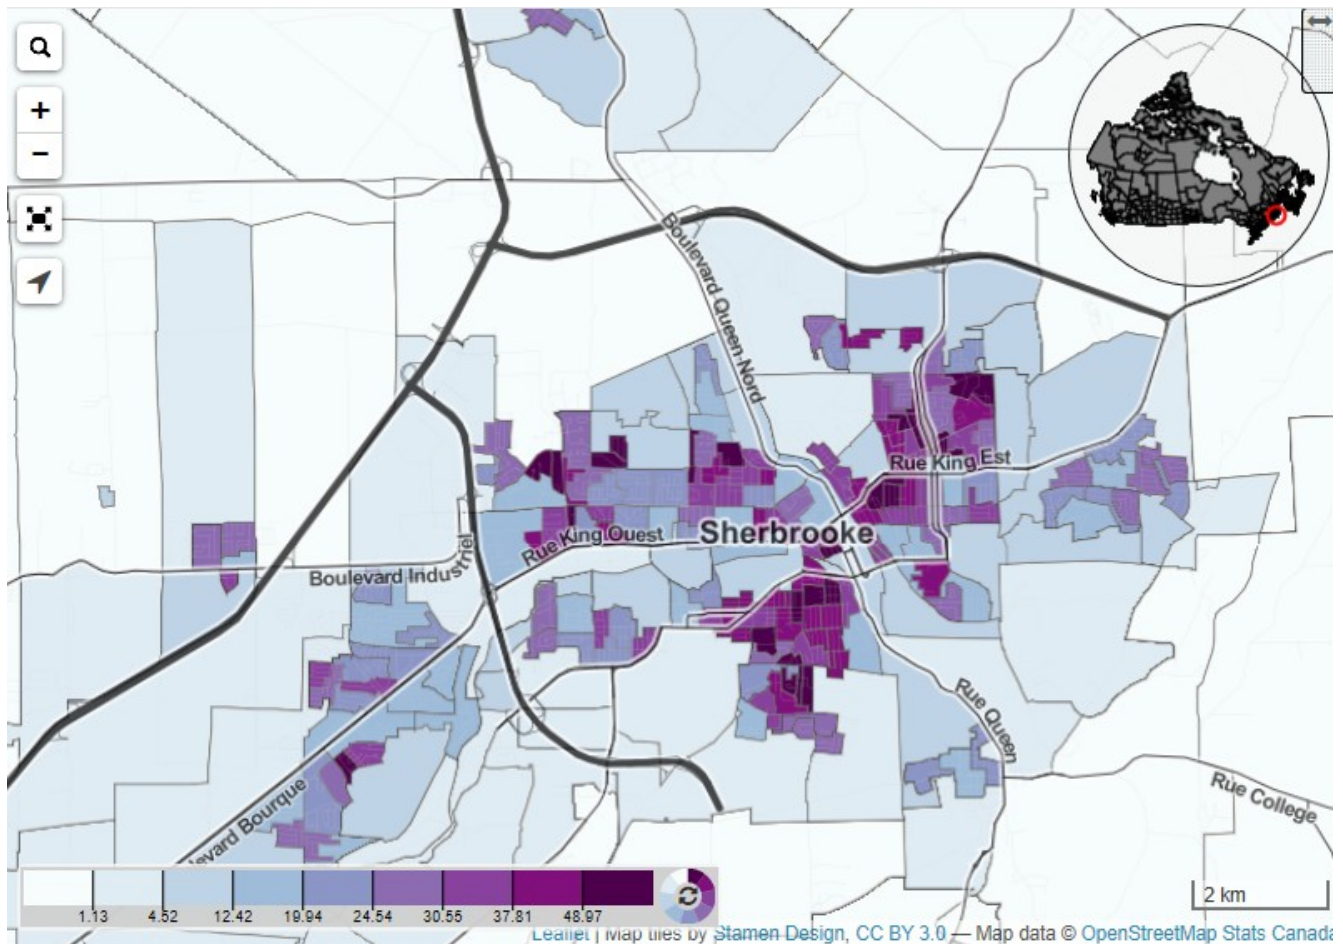 +
−
Boulevard Queen-Nord
Rue King Est
Sherbrooke
Rue King Ouest
Boulevard Industriel
Rue Queen
Rue College
levard Bourque
1.13 4.52 12.42 19.94 24.54 30.55 37.81 48.97
2 km
Leaflet | Map tiles by Stamen Design, CC BY 3.0 — Map data © OpenStreetMap Stats Canada